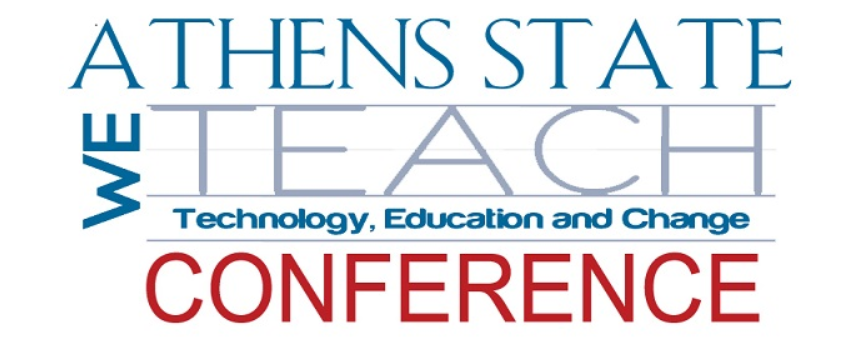 ATHENS STATE
WE
TEACH
Technology, Education and Change
CONFERENCE